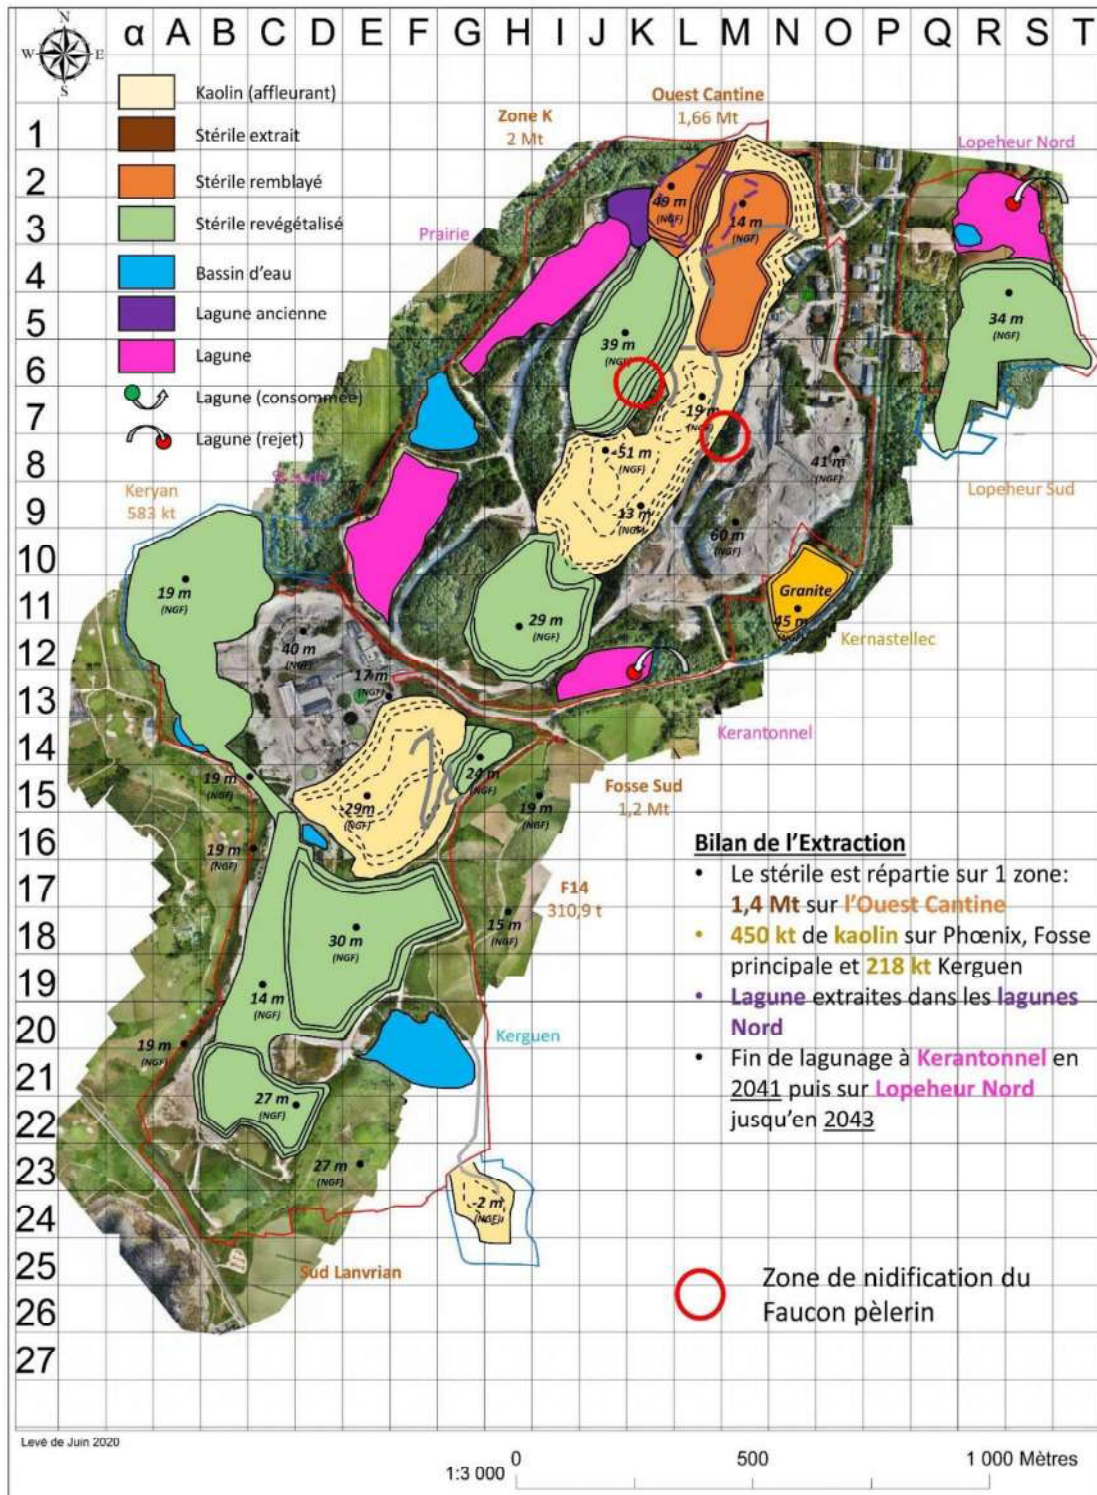 α A B C D E F G H I J K L M N O P Q R S T
N
W E
S
Kaolin (affleurant)
Stérile extrait
Stérile remblayé
Stérile revégétalisé
Bassin d'eau
Lagune ancienne
Lagune
Lagune (consommée)
Lagune (rejet)
1
2
3
4
5
6
7
8
9
10
11
12
13
14
15
16
17
18
19
20
21
22
23
24
25
26
27
Zone K
2 Mt
Ouest Cantine
1,66 Mt
Lopeheur Nord
Prairie
49 m
(NGF)
14 m
(NGF)
34 m
(NGF)
39 m
(NGF)
-19 m
(NGF)
-51 m
(NGF)
13 m
(NGF)
41 m
(NGF)
60 m
(NGF)
Lopeheur Sud
Keryan
583 kt
19 m
(NGF)
29 m
(NGF)
Granite
45 m
(NGF)
Kernastellec
40 m
(NGF)
17 m
(NGF)
Kerantonnel
24 m
(NGF)
19 m
(NGF)
Fosse Sud
1,2 Mt
19 m
(NGF)
-29m
(NGF)
19 m
(NGF)
F14
310,9 t
15 m
(NGF)
30 m
(NGF)
14 m
(NGF)
19 m
(NGF)
Kerguen
27 m
(NGF)
27 m
(NGF)
-2 m
(NGF)
Sud Lanvrian
Bilan de l'Extraction
• Le stérile est répartie sur 1 zone:
1,4 Mt sur l'Ouest Cantine
• 450 kt de kaolin sur Phœnix, Fosse
principale et 218 kt Kerguen
• Lagune extraites dans les lagunes
Nord
• Fin de lagunage à Kerantonnel en
2041 puis sur Lopeheur Nord
jusqu'en 2043
Zone de nidification du
Faucon pèlerin
Levé de Juin 2020
1:3 000
0 500 1 000 Mètres